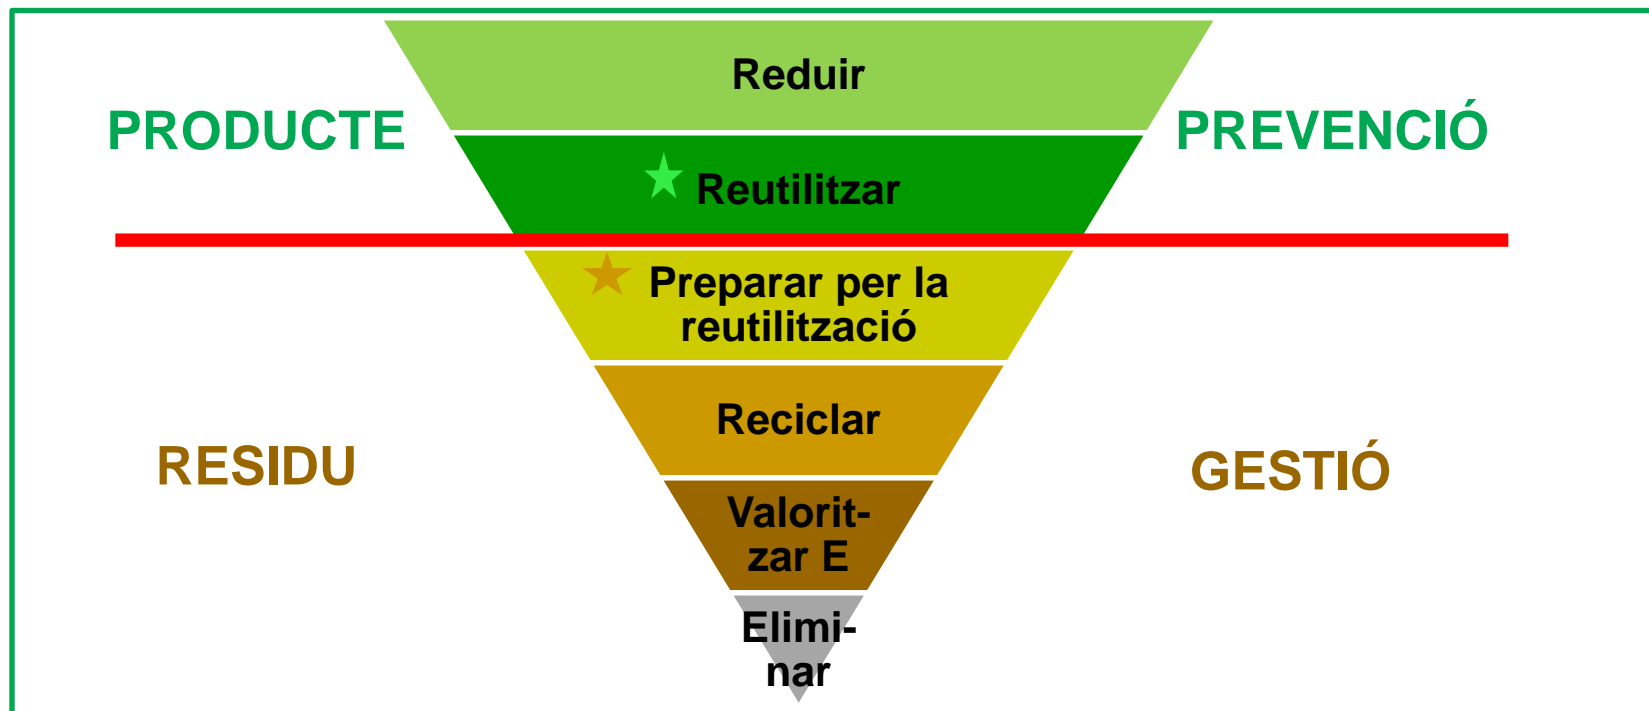 Reduir
PRODUCTE
PREVENCIÓ
Reutilitzar
Preparar per la
reutilització
Reciclar
RESIDU
GESTIÓ
Valorit-
zar E
Elimi-
nar